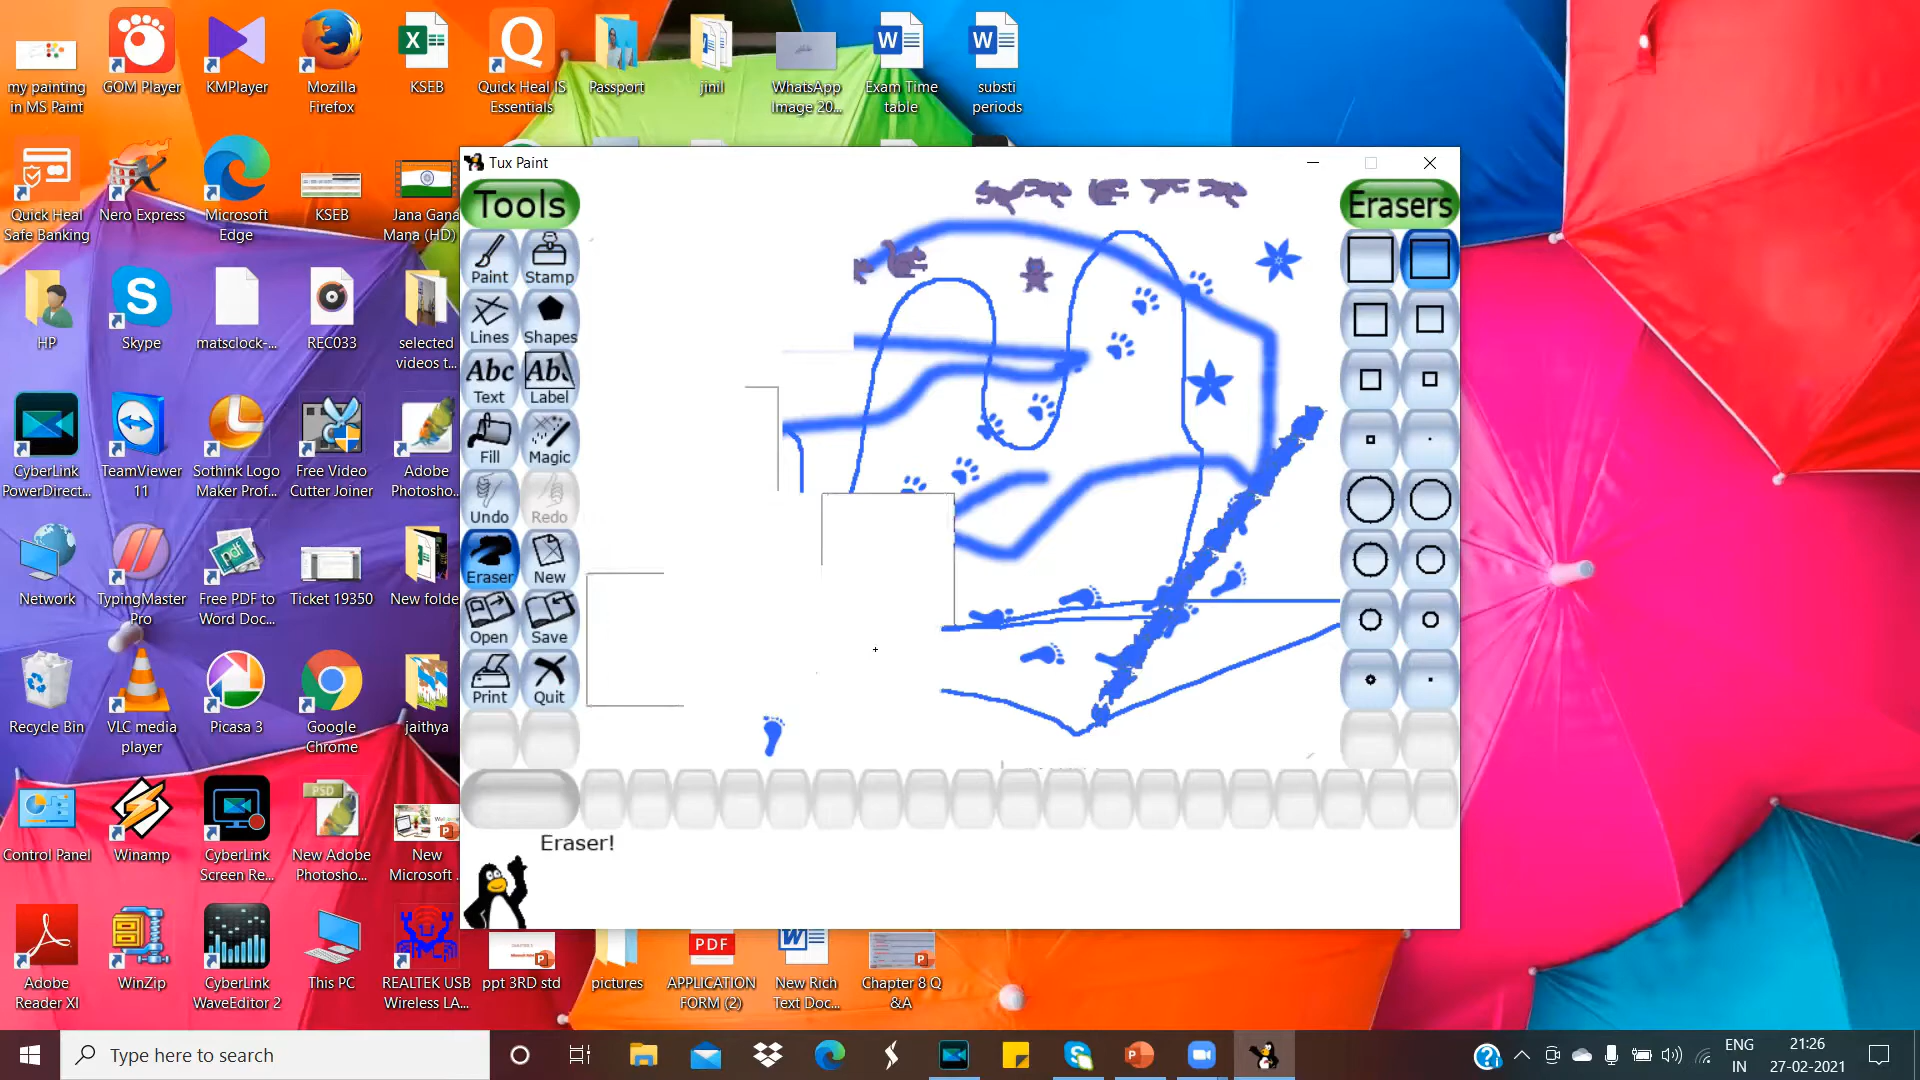 my painting
in MS Paint
GOM Player
KMPlayer
Mozilla
Firefox
KSEB
Quick Heal IS
Essentials
Passport
jinil
WhatsApp
Image 20...
Exam Time
table
substi
periods
Quick Heal
Safe Banking
Nero Express
Microsoft
Edge
KSEB
Jana Gana
Mana (HD)
HP
Skype
matsclock-...
REC033
selected
videos t...
CyberLink
PowerDirect...
TeamViewer
11
Sothink Logo
Maker Prof...
Free Video
Cutter Joiner
Adobe
Photosho...
Network
TypingMaster
Pro
Free PDF to
Word Doc...
Ticket 19350
New folde
Recycle Bin
VLC media
player
Picasa 3
Google
Chrome
jaithya
Control Panel
Winamp
CyberLink
Screen Re...
PSD
New Adobe
Photosho...
New
Microsoft
Adobe
Reader XI
WinZip
CyberLink
WaveEditor 2
This PC
REALTEK USB
Wireless LA...
ppt 3RD std
pictures
PDF
APPLICATION
FORM (2)
New Rich
Text Doc...
Chapter 8 Q
&A
Tux Paint
Tools
Erasers
Paint
Stamp
Lines
Shapes
Abc
Text
Abc
Label
Fill
Magic
Undo
Redo
Eraser
New
Open
Save
Print
Quit
Eraser!
Type here to search
ENG
IN
21:26
27-02-2021